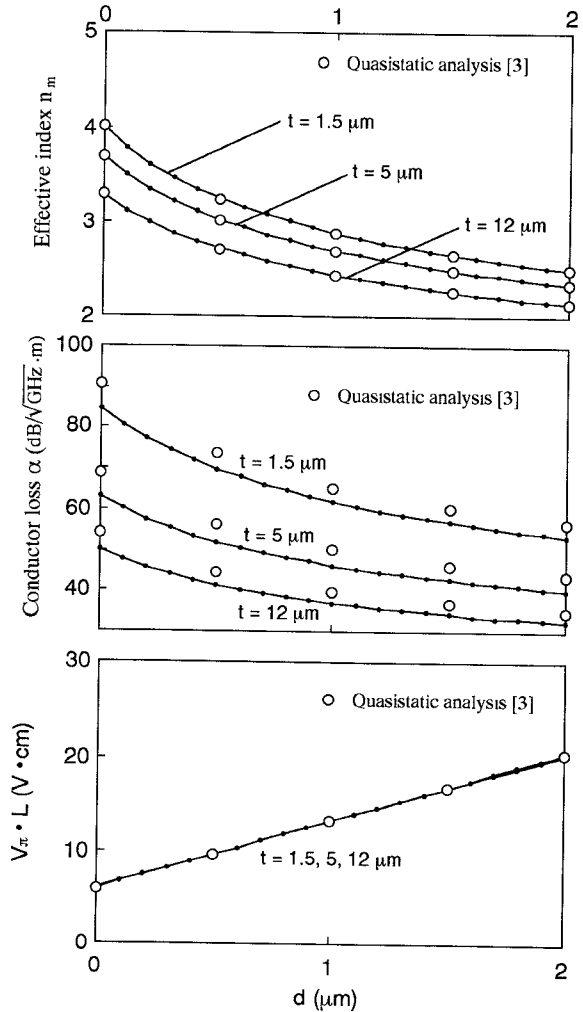 0 1 2
5
4
3
2
Effective index n_m
Quasistatic analysis [3]
t = 1.5 μm
t = 5 μm
t = 12 μm
100
80
60
40
Conductor loss α (dB/√GHz · m)
Quasistatic analysis [3]
t = 1.5 μm
t = 5 μm
t = 12 μm
30
20
10
0
V_π • L (V • cm)
Quasistatic analysis [3]
t = 1.5, 5, 12 μm
0 1 2
d (μm)